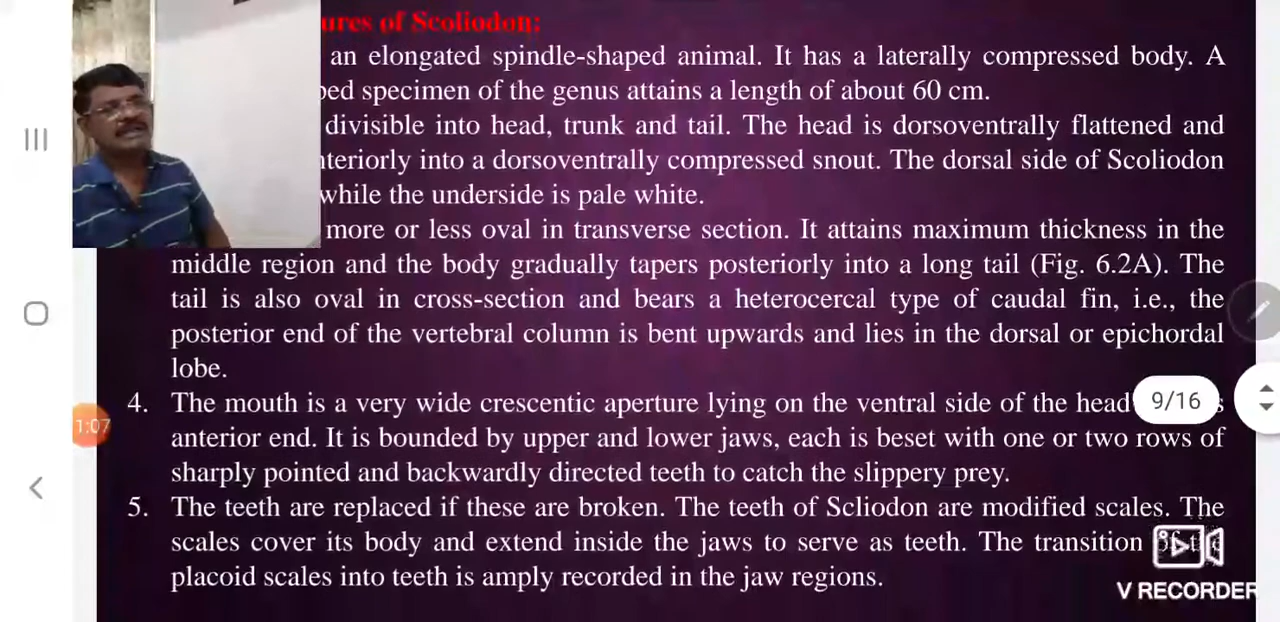 ures of Scoliodon:
an elongated spindle-shaped animal. It has a laterally compressed body. A
ped specimen of the genus attains a length of about 60 cm.
divisible into head, trunk and tail. The head is dorsoventrally flattened and
nteriorly into a dorsoventrally compressed snout. The dorsal side of Scoliodon
while the underside is pale white.
more or less oval in transverse section. It attains maximum thickness in the
middle region and the body gradually tapers posteriorly into a long tail (Fig. 6.2A). The
tail is also oval in cross-section and bears a heterocercal type of caudal fin, i.e., the
posterior end of the vertebral column is bent upwards and lies in the dorsal or epichordal
lobe.
4. The mouth is a very wide crescentic aperture lying on the ventral side of the head
9/16
anterior end. It is bounded by upper and lower jaws, each is beset with one or two rows of
1:07
sharply pointed and backwardly directed teeth to catch the slippery prey.
5. The teeth are replaced if these are broken. The teeth of Scliodon are modified scales. The
scales cover its body and extend inside the jaws to serve as teeth. The transition
placoid scales into teeth is amply recorded in the jaw regions.
V RECORDER